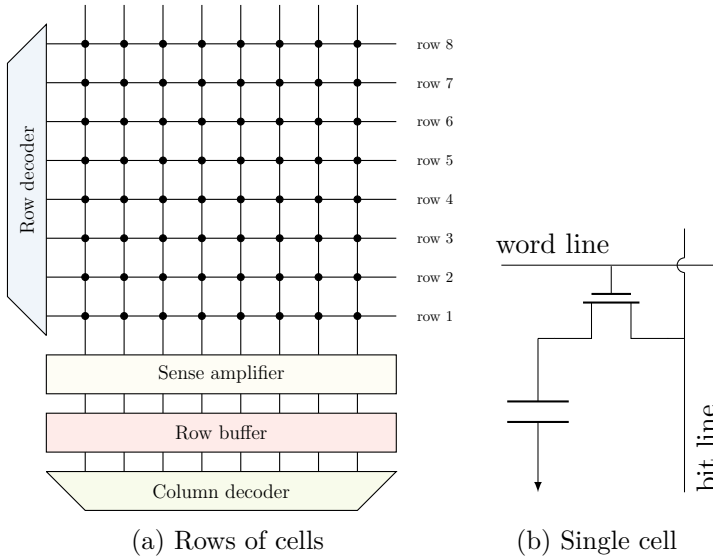 row 8
row 7
row 6
row 5
row 4
row 3
row 2
row 1
Row decoder
Sense amplifier
Row buffer
Column decoder
(a) Rows of cells
word line
bit line
(b) Single cell